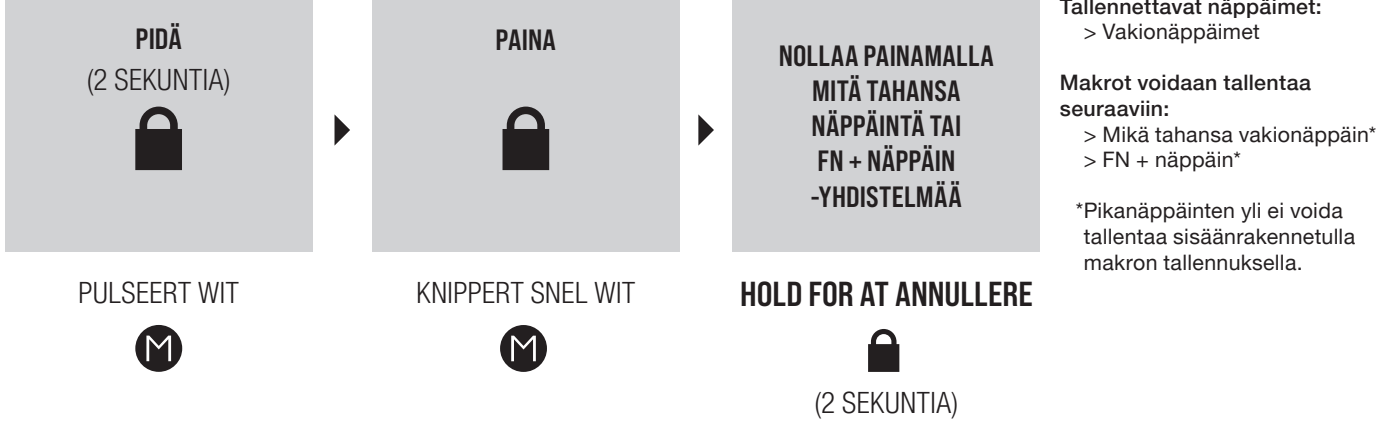 PIDÄ
(2 SEKUNTIA)
PULSEERT WIT
M
PAINA
KNIPPERT SNEL WIT
M
NOLLAA PAINAMALLA
MITÄ TAHANSA
NÄPPÄINTÄ TAI
FN + NÄPPÄIN
-YHDISTELMÄÄ
HOLD FOR AT ANNULLERE
(2 SEKUNTIA)
Tallennettavat näppäimet:
> Vakionäppäimet
Makrot voidaan tallentaa
seuraaviin:
> Mikä tahansa vakionäppäin*
> FN + näppäin*
*Pikanäppäinten yli ei voida
tallentaa sisäänrakennetulla
makron tallennuksella.